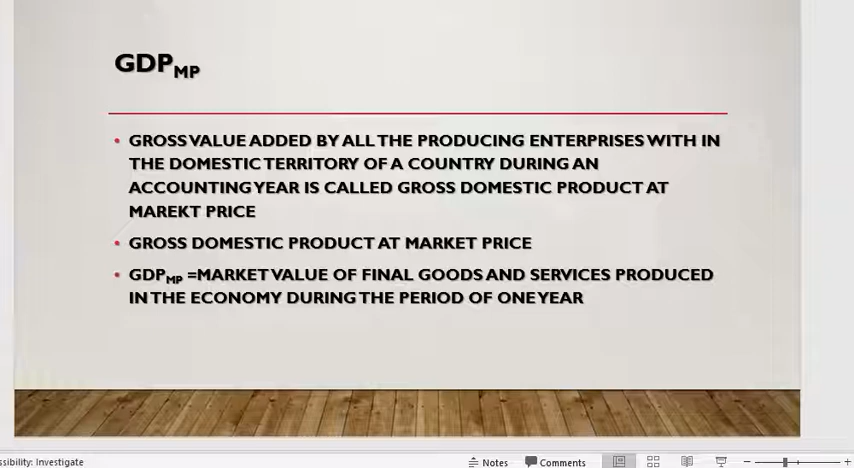 GDPMP
• GROSS VALUE ADDED BY ALL THE PRODUCING ENTERPRISES WITH IN
THE DOMESTIC TERRITORY OF A COUNTRY DURING AN
ACCOUNTING YEAR IS CALLED GROSS DOMESTIC PRODUCT AT
MAREKT PRICE
• GROSS DOMESTIC PRODUCT AT MARKET PRICE
• GDPMP =MARKET VALUE OF FINAL GOODS AND SERVICES PRODUCED
IN THE ECONOMY DURING THE PERIOD OF ONE YEAR
ssibility: Investigate
Notes
Comments